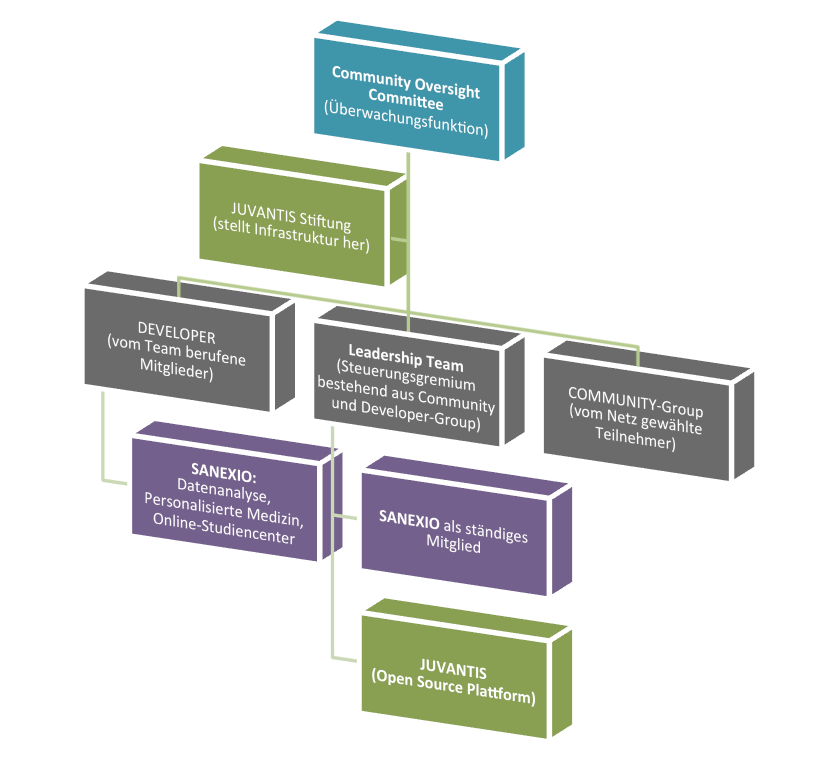 Community Oversight
Committee
(Überwachungsfunktion)
JUVANTIS Stiftung
(stellt Infrastruktur her)
DEVELOPER
(vom Team berufene
Mitglieder)
Leadership Team
(Steuerungsgremium
bestehend aus Community
und Developer-Group)
COMMUNITY-Group
(vom Netz gewählte
Teilnehmer)
SANEXIO:
Datenanalyse,
Personalisierte Medizin,
Online-Studiencenter
SANEXIO als ständiges
Mitglied
JUVANTIS
(Open Source Plattform)